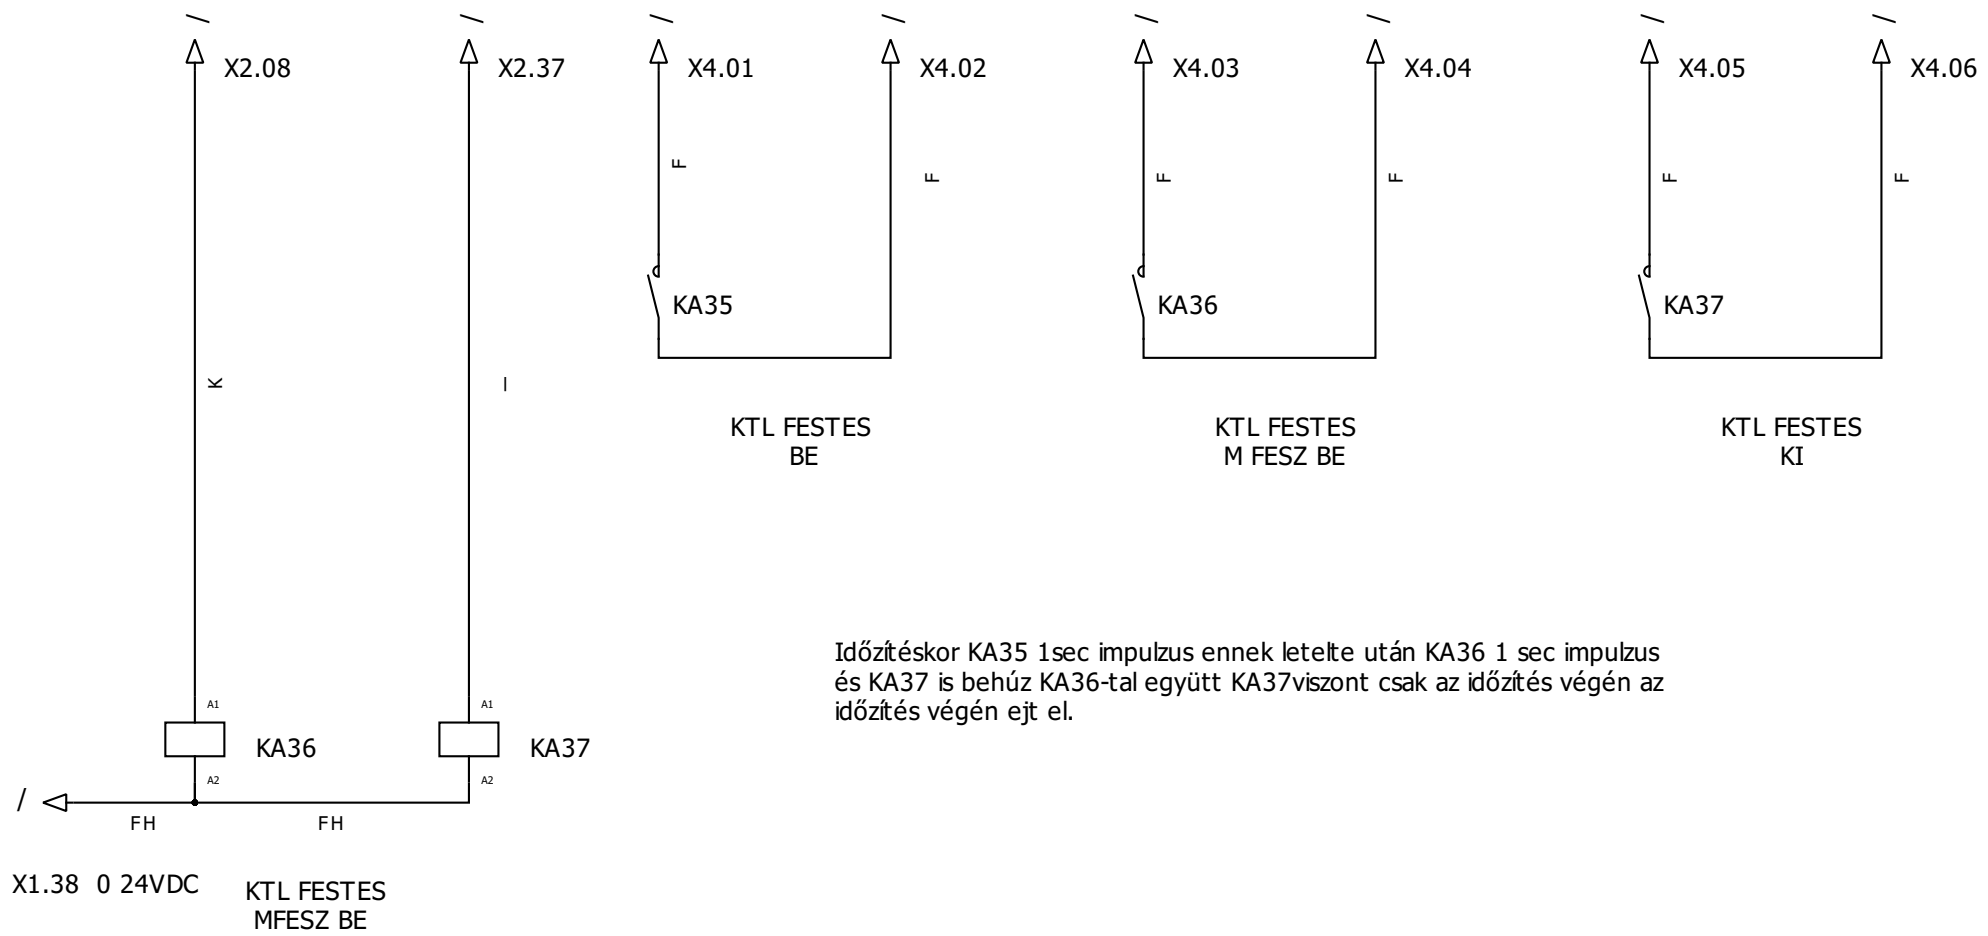 / / / / / / / /
X2.08 X2.37 X4.01 X4.02 X4.03 X4.04 X4.05 X4.06
F F F F F F
KA35 KA36 KA37
K I
KTL FESTES KTL FESTES KTL FESTES
BE M FESZ BE KI
Időzítéskor KA35 1sec impulzus ennek letelte után KA36 1 sec impulzus
és KA37 is behúz KA36-tal együtt KA37viszont csak az időzítés végén az
időzítés végén ejt el.
A1 A1
KA36 KA37
A2 A2
/
FH FH
X1.38 0 24VDC
KTL FESTES
MFESZ BE